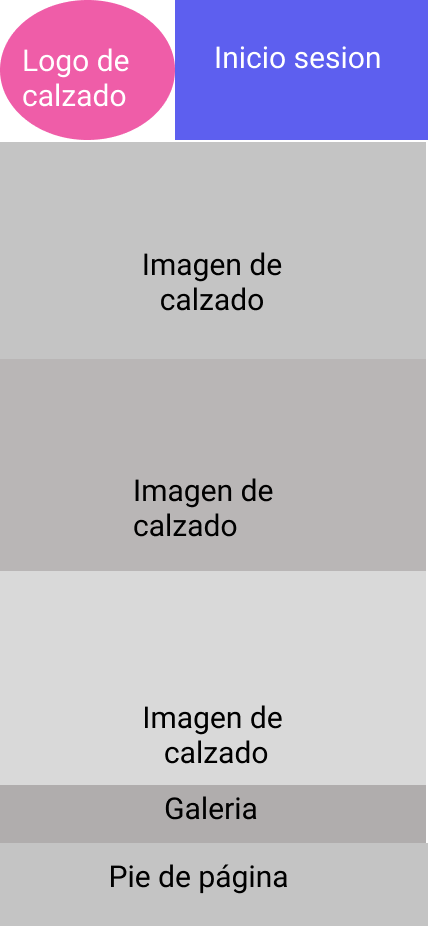 Logo de
calzado
Inicio sesion
Imagen de
calzado
Imagen de
calzado
Imagen de
calzado
Galeria
Pie de página